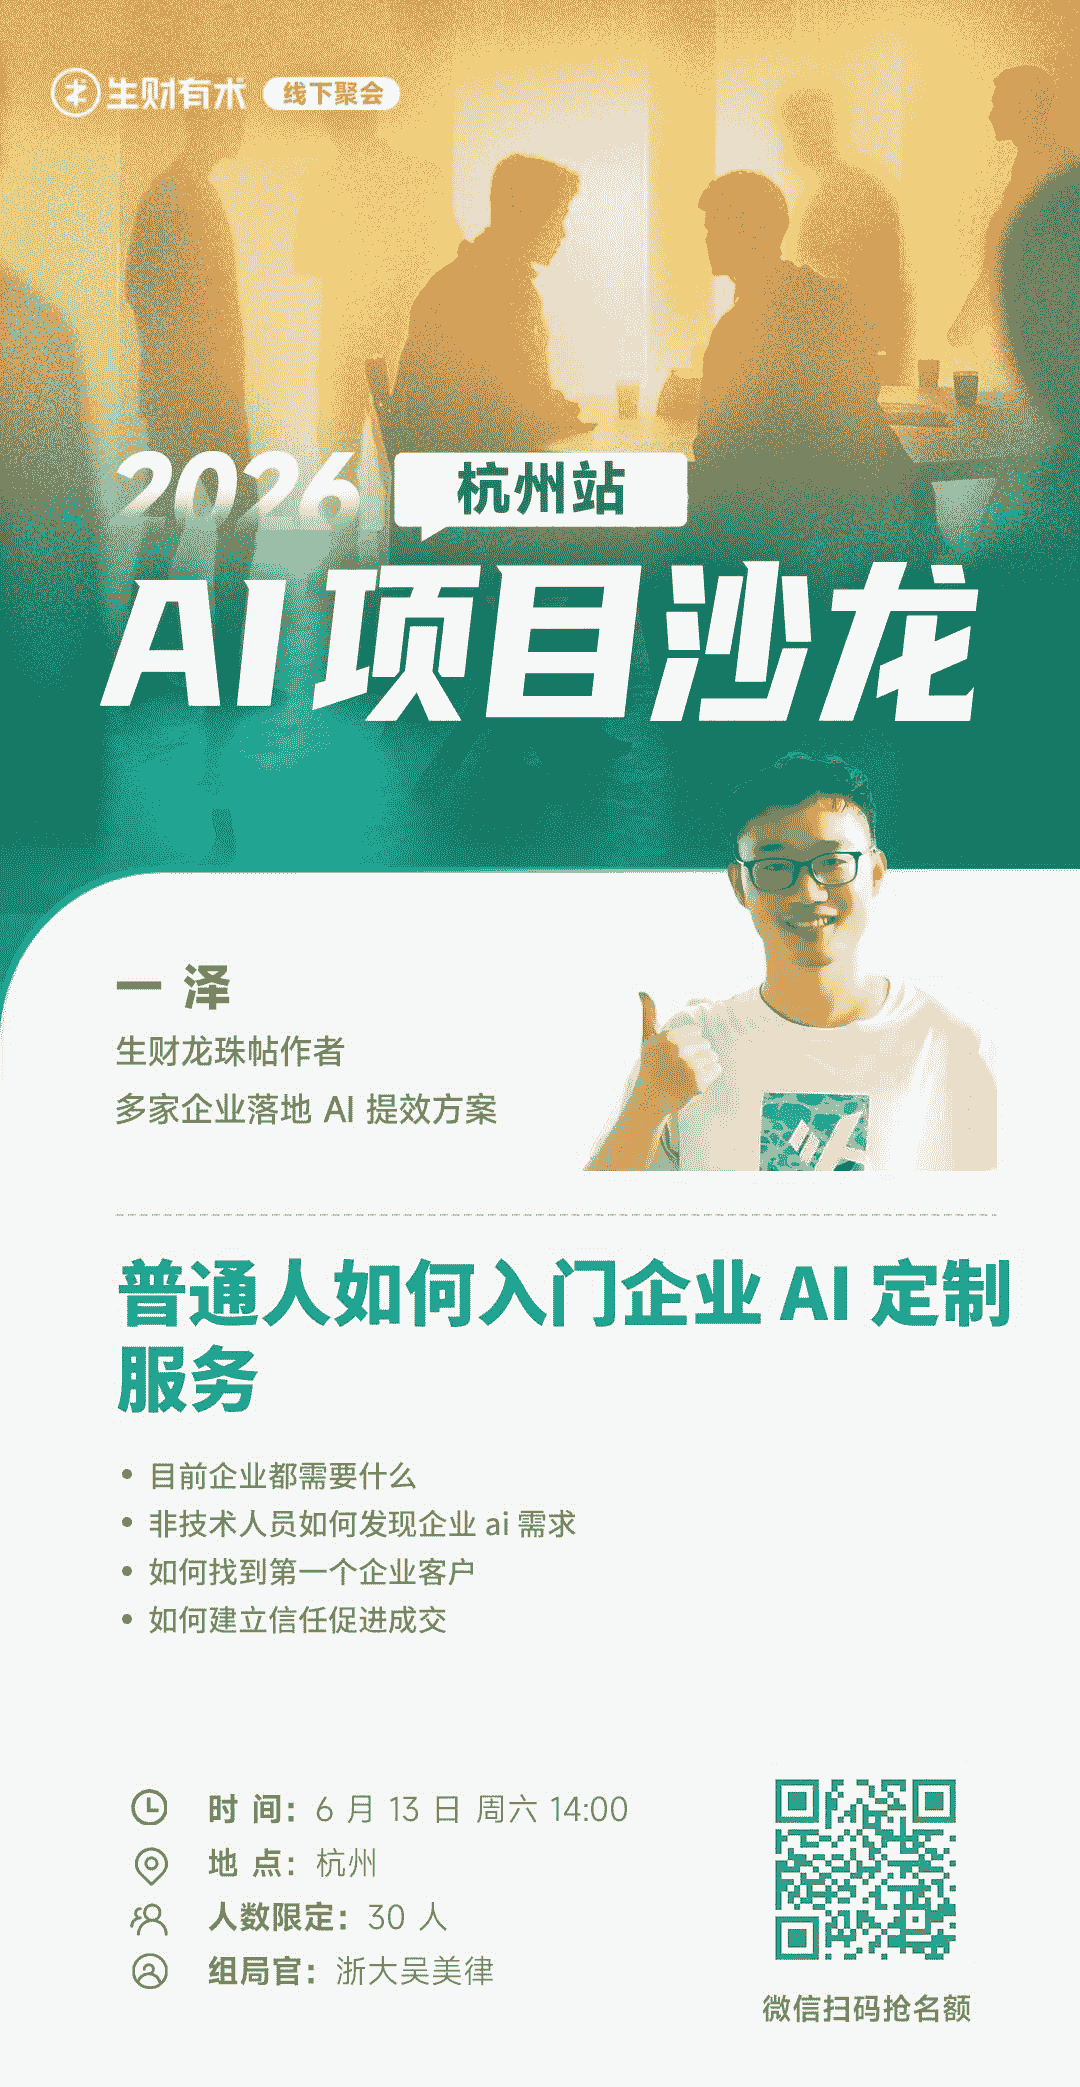 生财有术 线下聚会
2026 杭州站
AI 项目沙龙
一 泽
生财龙珠帖作者
多家企业落地 AI 提效方案
普通人如何入门企业 AI 定制
服务
• 目前企业都需要什么
• 非技术人员如何发现企业 ai 需求
• 如何找到第一个企业客户
• 如何建立信任促进成交
时 间：6 月 13 日 周六 14:00
地 点：杭州
人数限定：30 人
组局官：浙大吴美律
微信扫码抢名额